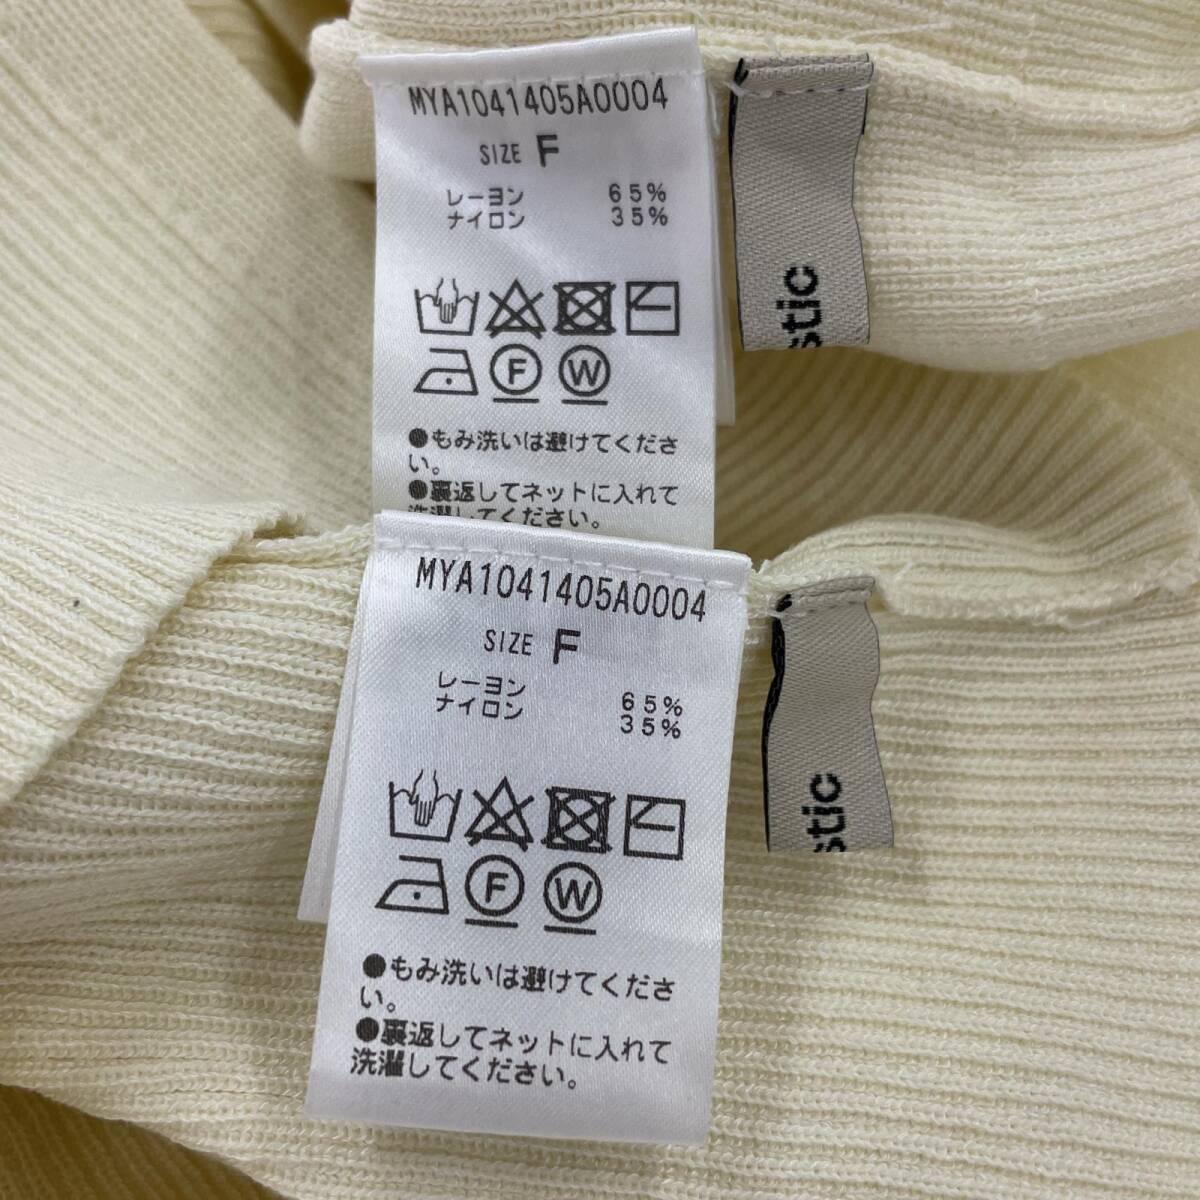 MYA1041405A0004
SIZE F
レーヨン 65%
ナイロン 35%
F W
●もみ洗いは避けてくださ
い。
●裏返してネットに入れて
洗濯してください。
stic
MYA1041405A0004
SIZE F
レーヨン 65%
ナイロン 35%
F W
●もみ洗いは避けてくださ
い。
●裏返してネットに入れて
洗濯してください。
stic